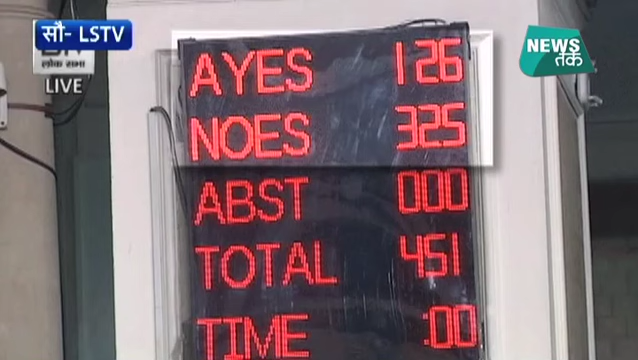 सौ- LSTV
लोक सभा
LIVE
NEWS
तक
AYES 126
NOES 325
ABST 000
TOTAL 451
TIME :00